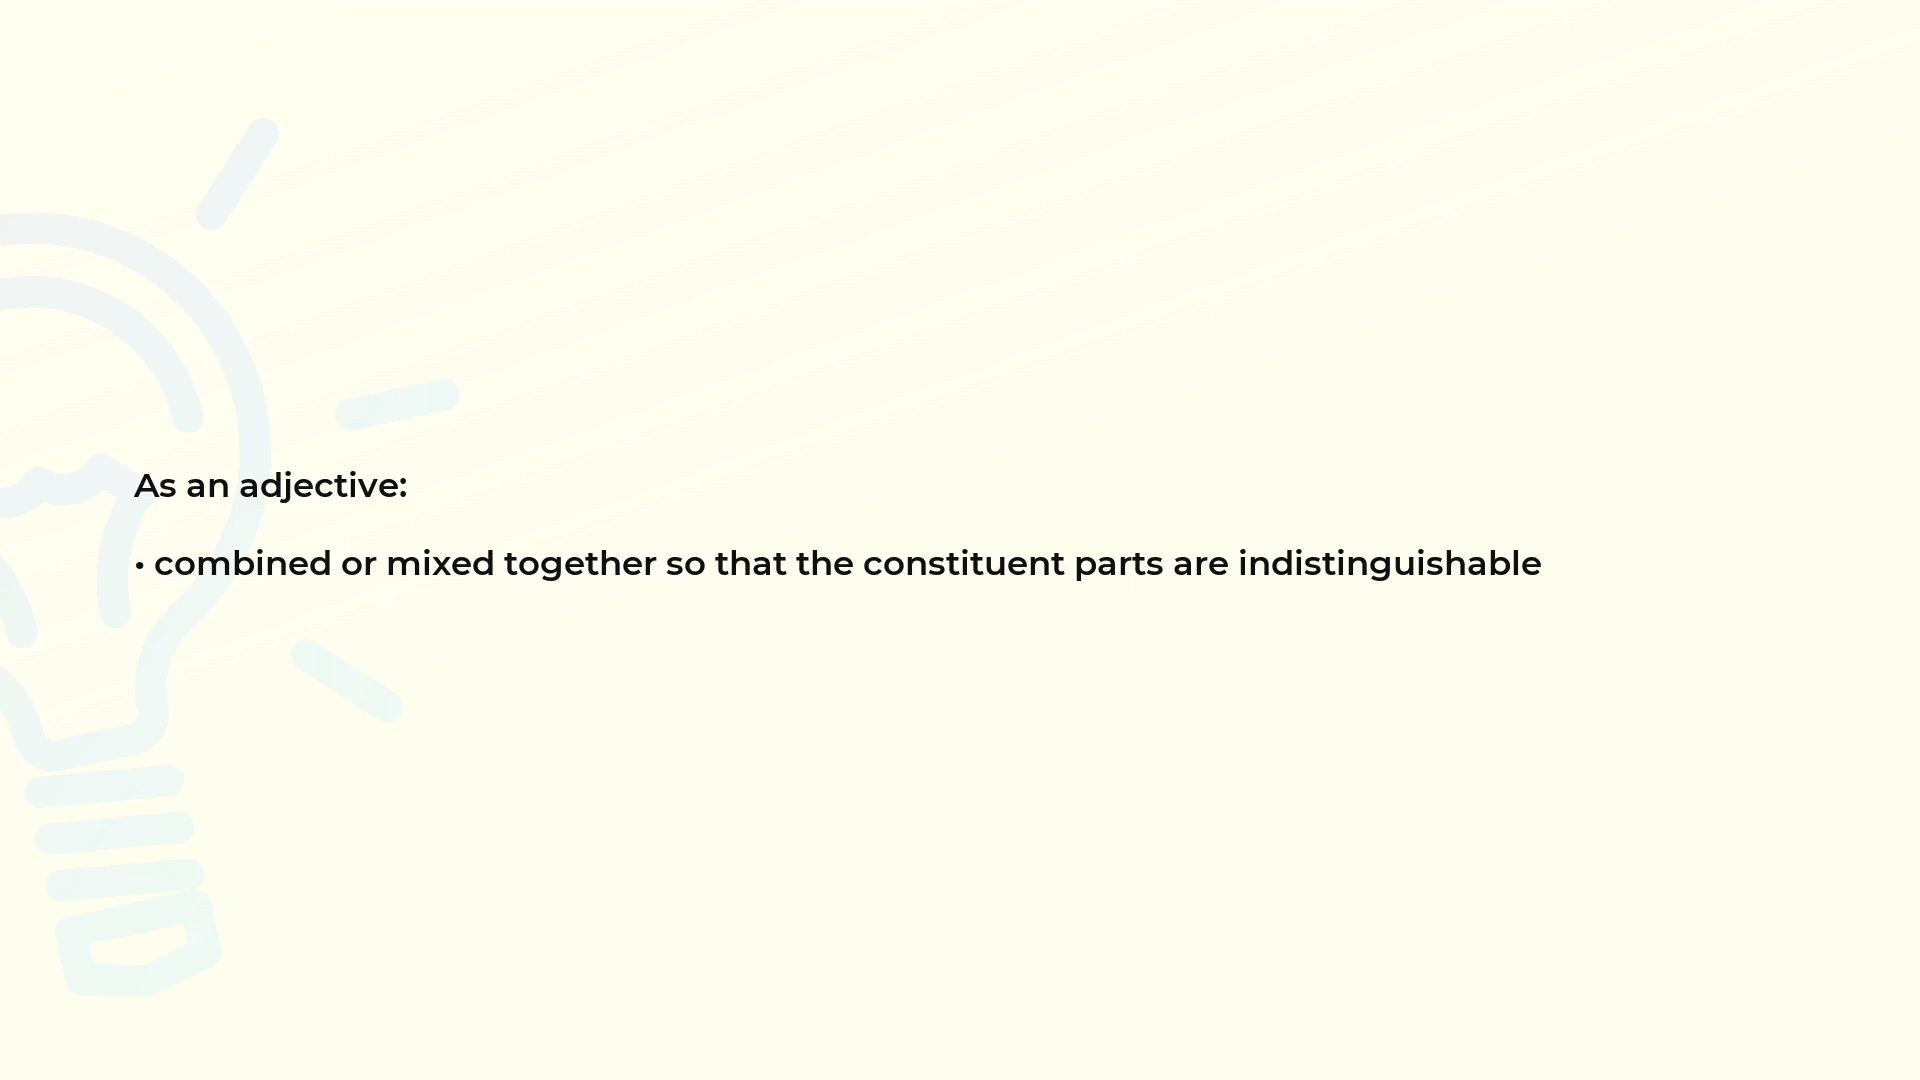 As an adjective:
• combined or mixed together so that the constituent parts are indistinguishable